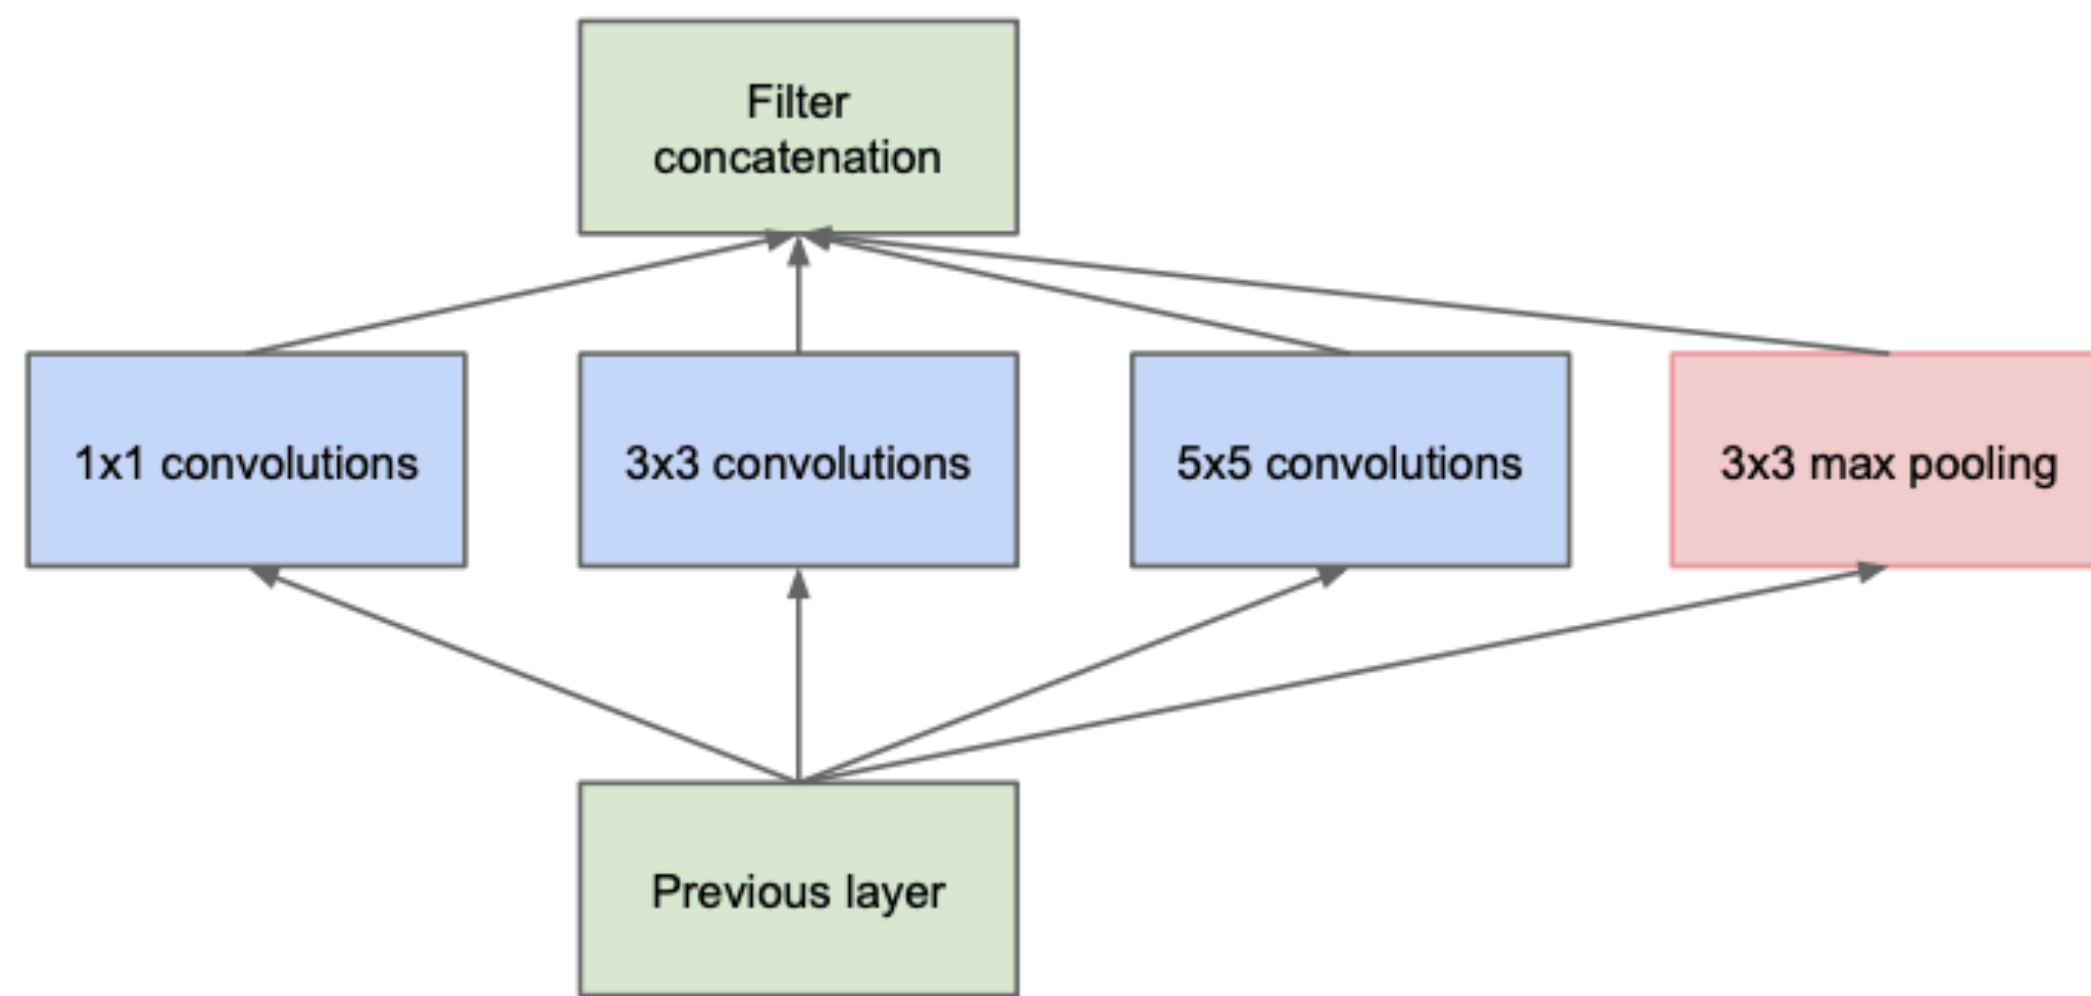 Filter
concatenation
1x1 convolutions
3x3 convolutions
5x5 convolutions
3x3 max pooling
Previous layer